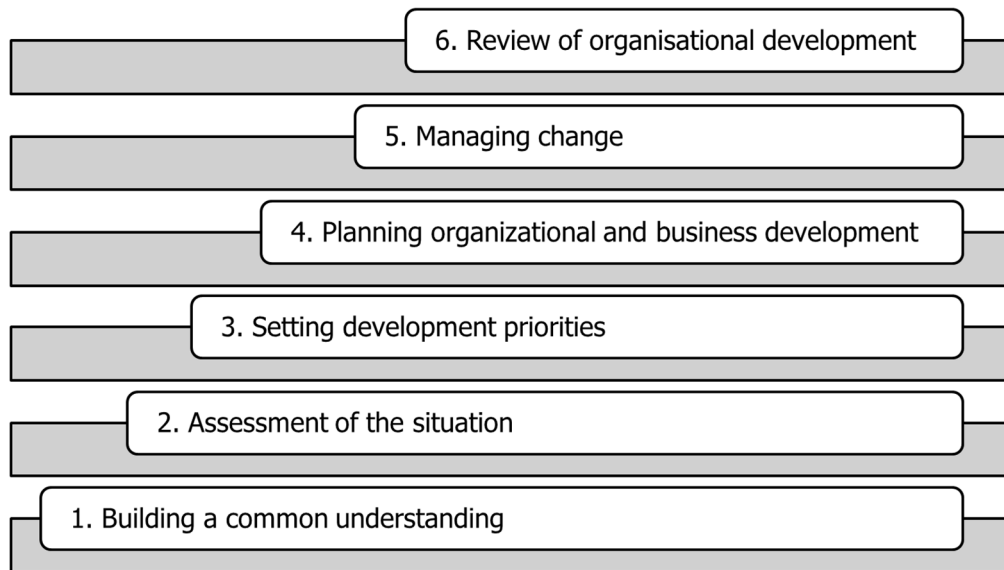 6. Review of organisational development
5. Managing change
4. Planning organizational and business development
3. Setting development priorities
2. Assessment of the situation
1. Building a common understanding